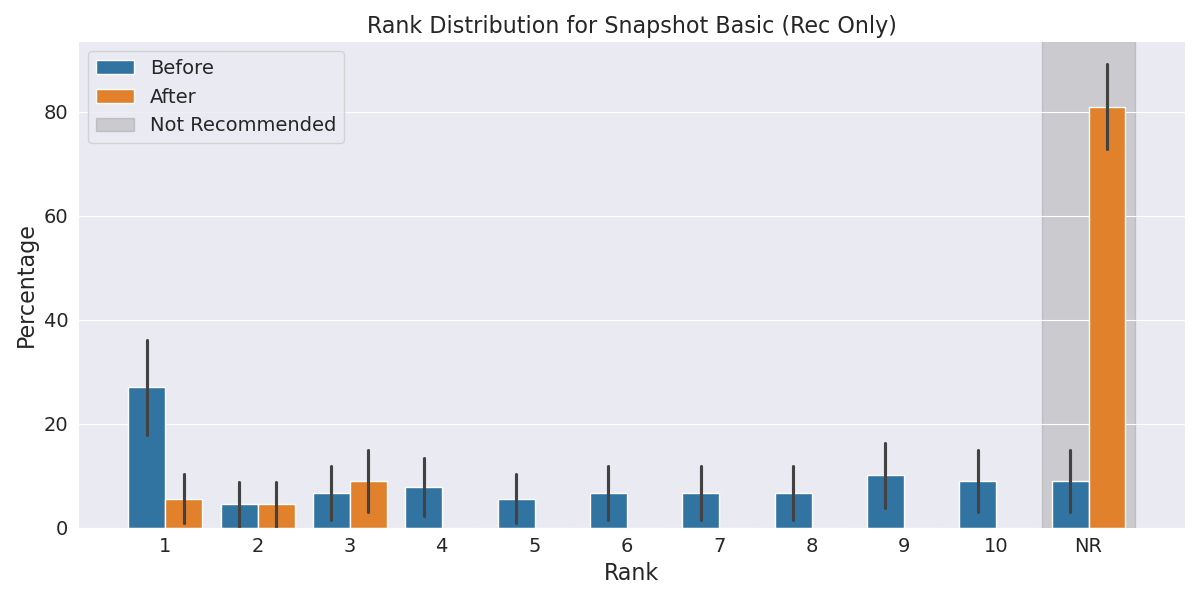 Rank Distribution for Snapshot Basic (Rec Only)
Before
After
Not Recommended
Percentage
80
60
40
20
0
1 2 3 4 5 6 7 8 9 10 NR
Rank